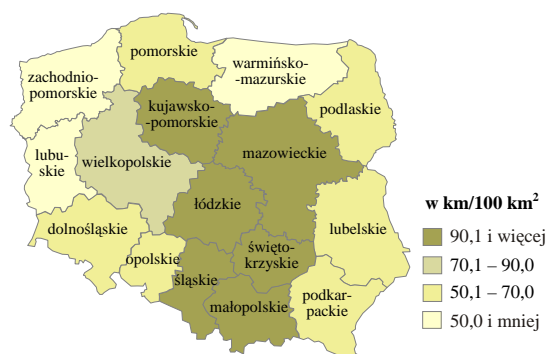 pomorskie
warmińsko-
-mazurskie
zachodnio-
pomorskie
kujawsko-
-pomorskie
podlaskie
mazowieckie
lubu-
skie
wielkopolskie
łódzkie
dolnośląskie
lubelskie
opolskie
święto-
krzyskie
śląskie
małopolskie
podkar-
packie
w km/100 km²
90,1 i więcej
70,1 – 90,0
50,1 – 70,0
50,0 i mniej